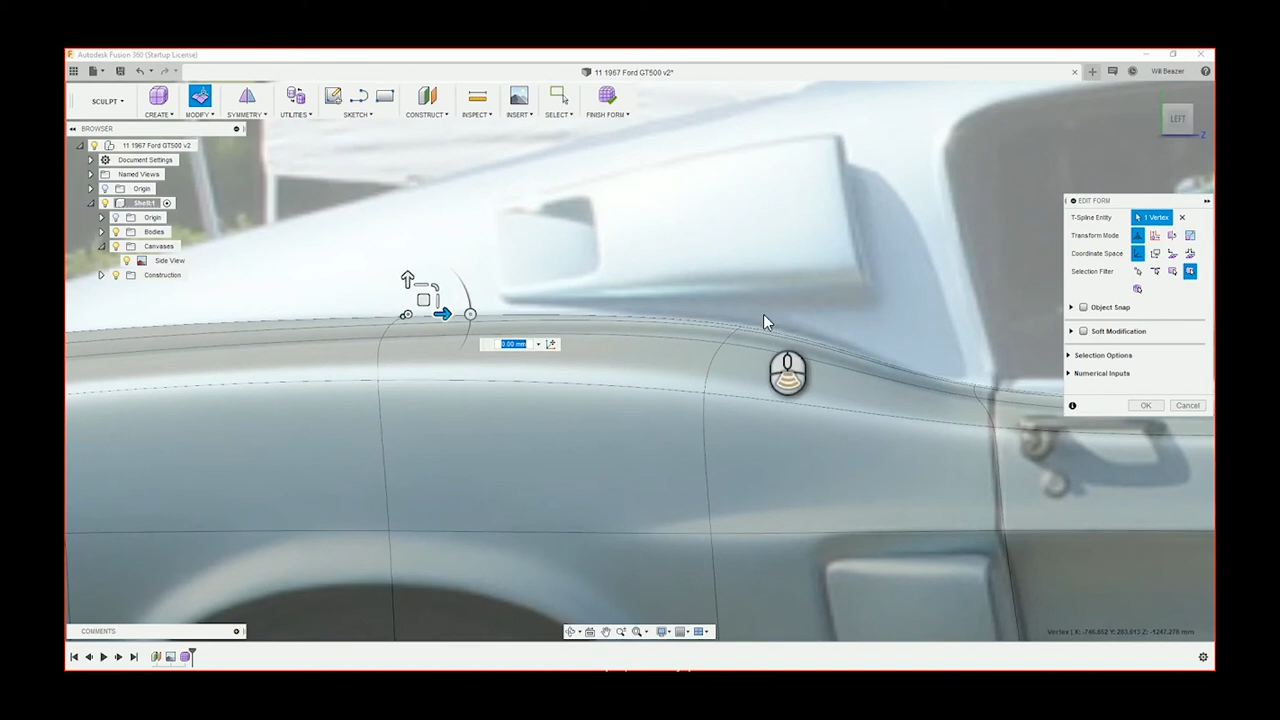 Autodesk Fusion 360 (Startup License)
11 1967 Ford GT500 v2*
Will Beazer
SCULPT
CREATE
MODIFY
SYMMETRY
UTILITIES
SKETCH
CONSTRUCT
INSPECT
INSERT
SELECT
FINISH FORM
BROWSER
11 1967 Ford GT500 v2
Document Settings
Named Views
Origin
Shell:1
Origin
Bodies
Canvases
Side View
Construction
LEFT
Z
EDIT FORM
T-Spline Entity
1 Vertex
Transform Mode
Coordinate Space
Selection Filter
Object Snap
Soft Modification
Selection Options
Numerical Inputs
OK
Cancel
0.00 mm
COMMENTS